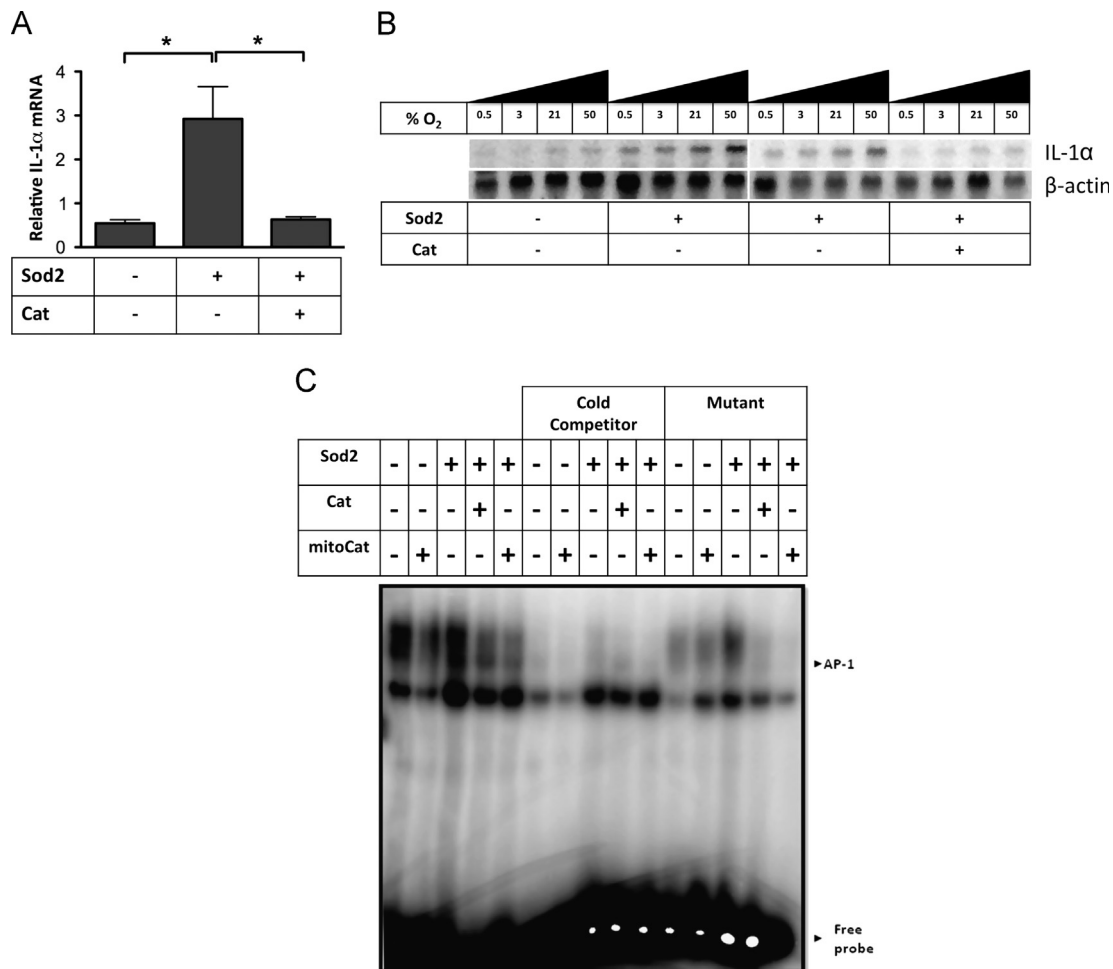 A
* *
Relative IL-1α mRNA
4
3
2
1
0
Sod2 - + +
Cat - - +
B
% O2 0.5 3 21 50 0.5 3 21 50 0.5 3 21 50 0.5 3 21 50
IL-1α
β-actin
Sod2 - + + +
Cat - - - +
C
Cold Competitor Mutant
Sod2 - - + + + - - + + + - - + + +
Cat - - - + - - - - + - - - - + -
mitoCat - + - - + - + - - + - + - - +
AP-1
Free
probe